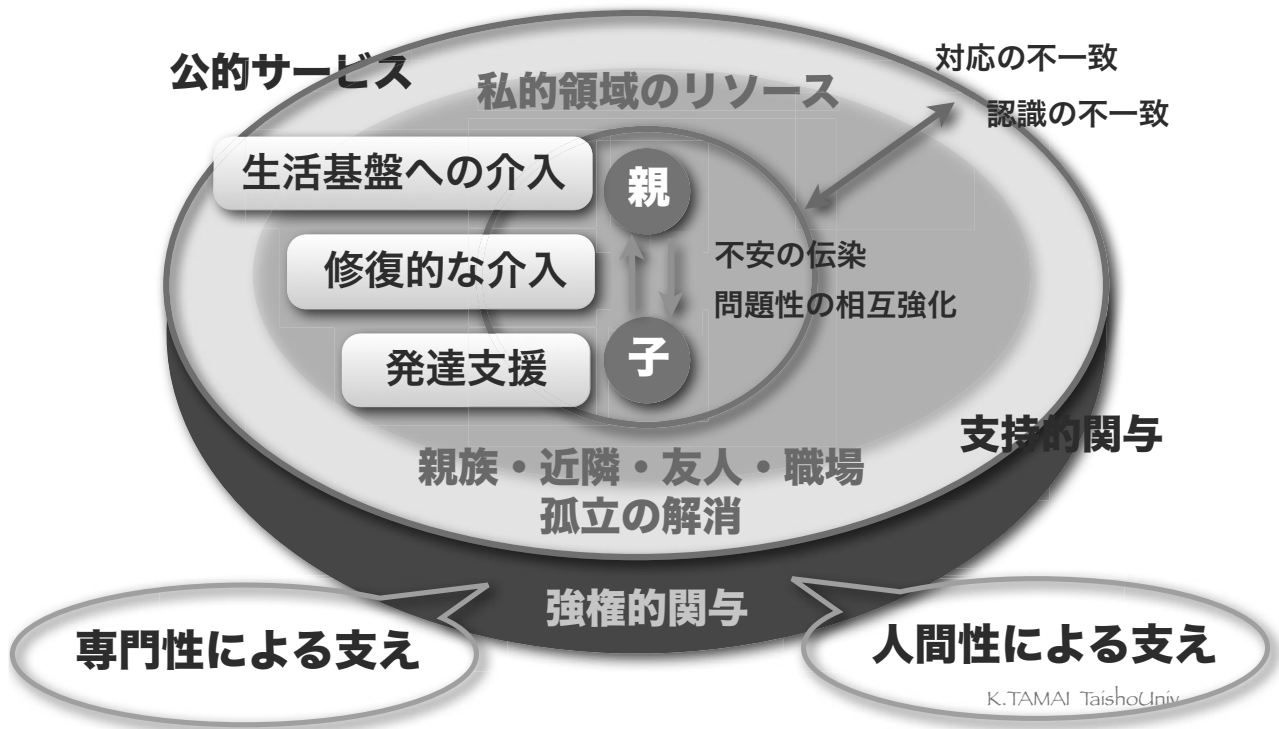 公的サービス
対応の不一致
私的領域のリソース
認識の不一致
生活基盤への介入
親
修復的な介入
不安の伝染
問題性の相互強化
発達支援
子
支持的関与
親族・近隣・友人・職場
孤立の解消
強権的関与
専門性による支え
人間性による支え
K.TAMAI TaishoUniv